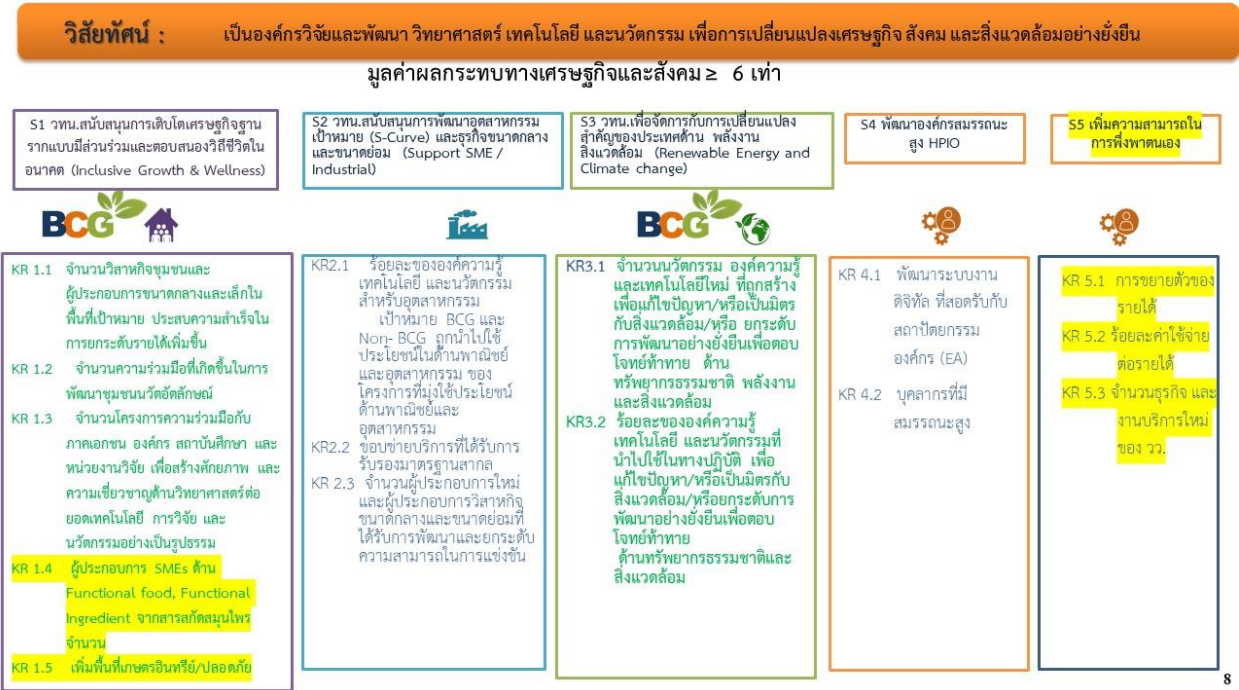 วิสัยทัศน์ :
เป็นองค์กรวิจัยและพัฒนา วิทยาศาสตร์ เทคโนโลยี และนวัตกรรม เพื่อการเปลี่ยนแปลงเศรษฐกิจ สังคม และสิ่งแวดล้อมอย่างยั่งยืน
มูลค่าผลกระทบทางเศรษฐกิจและสังคม ≥ 6 เท่า
S1 วทน.สนับสนุนการเติบโตเศรษฐกิจฐาน
รากแบบมีส่วนร่วมและตอบสนองวิถีชีวิตใน
อนาคต (Inclusive Growth & Wellness)
BCG
KR 1.1 จำนวนวิสาหกิจชุมชนและ
ผู้ประกอบการขนาดกลางและเล็กใน
พื้นที่เป้าหมาย ประสบความสำเร็จใน
การยกระดับรายได้เพิ่มขึ้น
KR 1.2 จำนวนความร่วมมือที่เกิดขึ้นในการ
พัฒนาชุมชนนวัตอัตลักษณ์
KR 1.3 จำนวนโครงการความร่วมมือกับ
ภาคเอกชน องค์กร สถาบันศึกษา และ
หน่วยงานวิจัย เพื่อสร้างศักยภาพ และ
ความเชี่ยวชาญด้านวิทยาศาสตร์ต่อ
ยอดเทคโนโลยี การวิจัย และ
นวัตกรรมอย่างเป็นรูปธรรม
KR 1.4 ผู้ประกอบการ SMEs ด้าน
Functional food, Functional
Ingredient จากสารสกัดสมุนไพร
จำนวน
KR 1.5 เพิ่มพื้นที่เกษตรอินทรีย์/ปลอดภัย
S2 วทน.สนับสนุนการพัฒนาอุตสาหกรรม
เป้าหมาย (S-Curve) และธุรกิจขนาดกลาง
และขนาดย่อม (Support SME /
Industrial)
KR2.1 ร้อยละขององค์ความรู้
เทคโนโลยี และนวัตกรรม
สำหรับอุตสาหกรรม
เป้าหมาย BCG และ
Non- BCG ถูกนำไปใช้
ประโยชน์ในด้านพาณิชย์
และอุตสาหกรรม ของ
โครงการที่มุ่งใช้ประโยชน์
ด้านพาณิชย์และ
อุตสาหกรรม
KR2.2 ขอบข่ายบริการที่ได้รับการ
รับรองมาตรฐานสากล
KR 2.3 จำนวนผู้ประกอบการใหม่
และผู้ประกอบการวิสาหกิจ
ขนาดกลางและขนาดย่อมที่
ได้รับการพัฒนาและยกระดับ
ความสามารถในการแข่งขัน
S3 วทน.เพื่อจัดการกับการเปลี่ยนแปลง
สำคัญของประเทศด้าน พลังงาน
สิ่งแวดล้อม (Renewable Energy and
Climate change)
BCG
KR3.1 จำนวนนวัตกรรม องค์ความรู้
และเทคโนโลยีใหม่ ที่ถูกสร้าง
เพื่อแก้ไขปัญหา/หรือเป็นมิตร
กับสิ่งแวดล้อม/หรือ ยกระดับ
การพัฒนาอย่างยั่งยืนเพื่อตอบ
โจทย์ท้าทาย ด้าน
ทรัพยากรธรรมชาติ พลังงาน
และสิ่งแวดล้อม
KR3.2 ร้อยละขององค์ความรู้
เทคโนโลยี และนวัตกรรมที่
นำไปใช้ในทางปฏิบัติ เพื่อ
แก้ไขปัญหา/หรือเป็นมิตรกับ
สิ่งแวดล้อม/หรือยกระดับการ
พัฒนาอย่างยั่งยืนเพื่อตอบ
โจทย์ท้าทาย
ด้านทรัพยากรธรรมชาติและ
สิ่งแวดล้อม
S4 พัฒนาองค์กรสมรรถนะ
สูง HPIO
KR 4.1 พัฒนาระบบงาน
ดิจิทัล ที่สอดรับกับ
สถาปัตยกรรม
องค์กร (EA)
KR 4.2 บุคลากรที่มี
สมรรถนะสูง
S5 เพิ่มความสามารถใน
การพึ่งพาตนเอง
KR 5.1 การขยายตัวของ
รายได้
KR 5.2 ร้อยละค่าใช้จ่าย
ต่อรายได้
KR 5.3 จำนวนธุรกิจ และ
งานบริการใหม่
ของ วว.
8